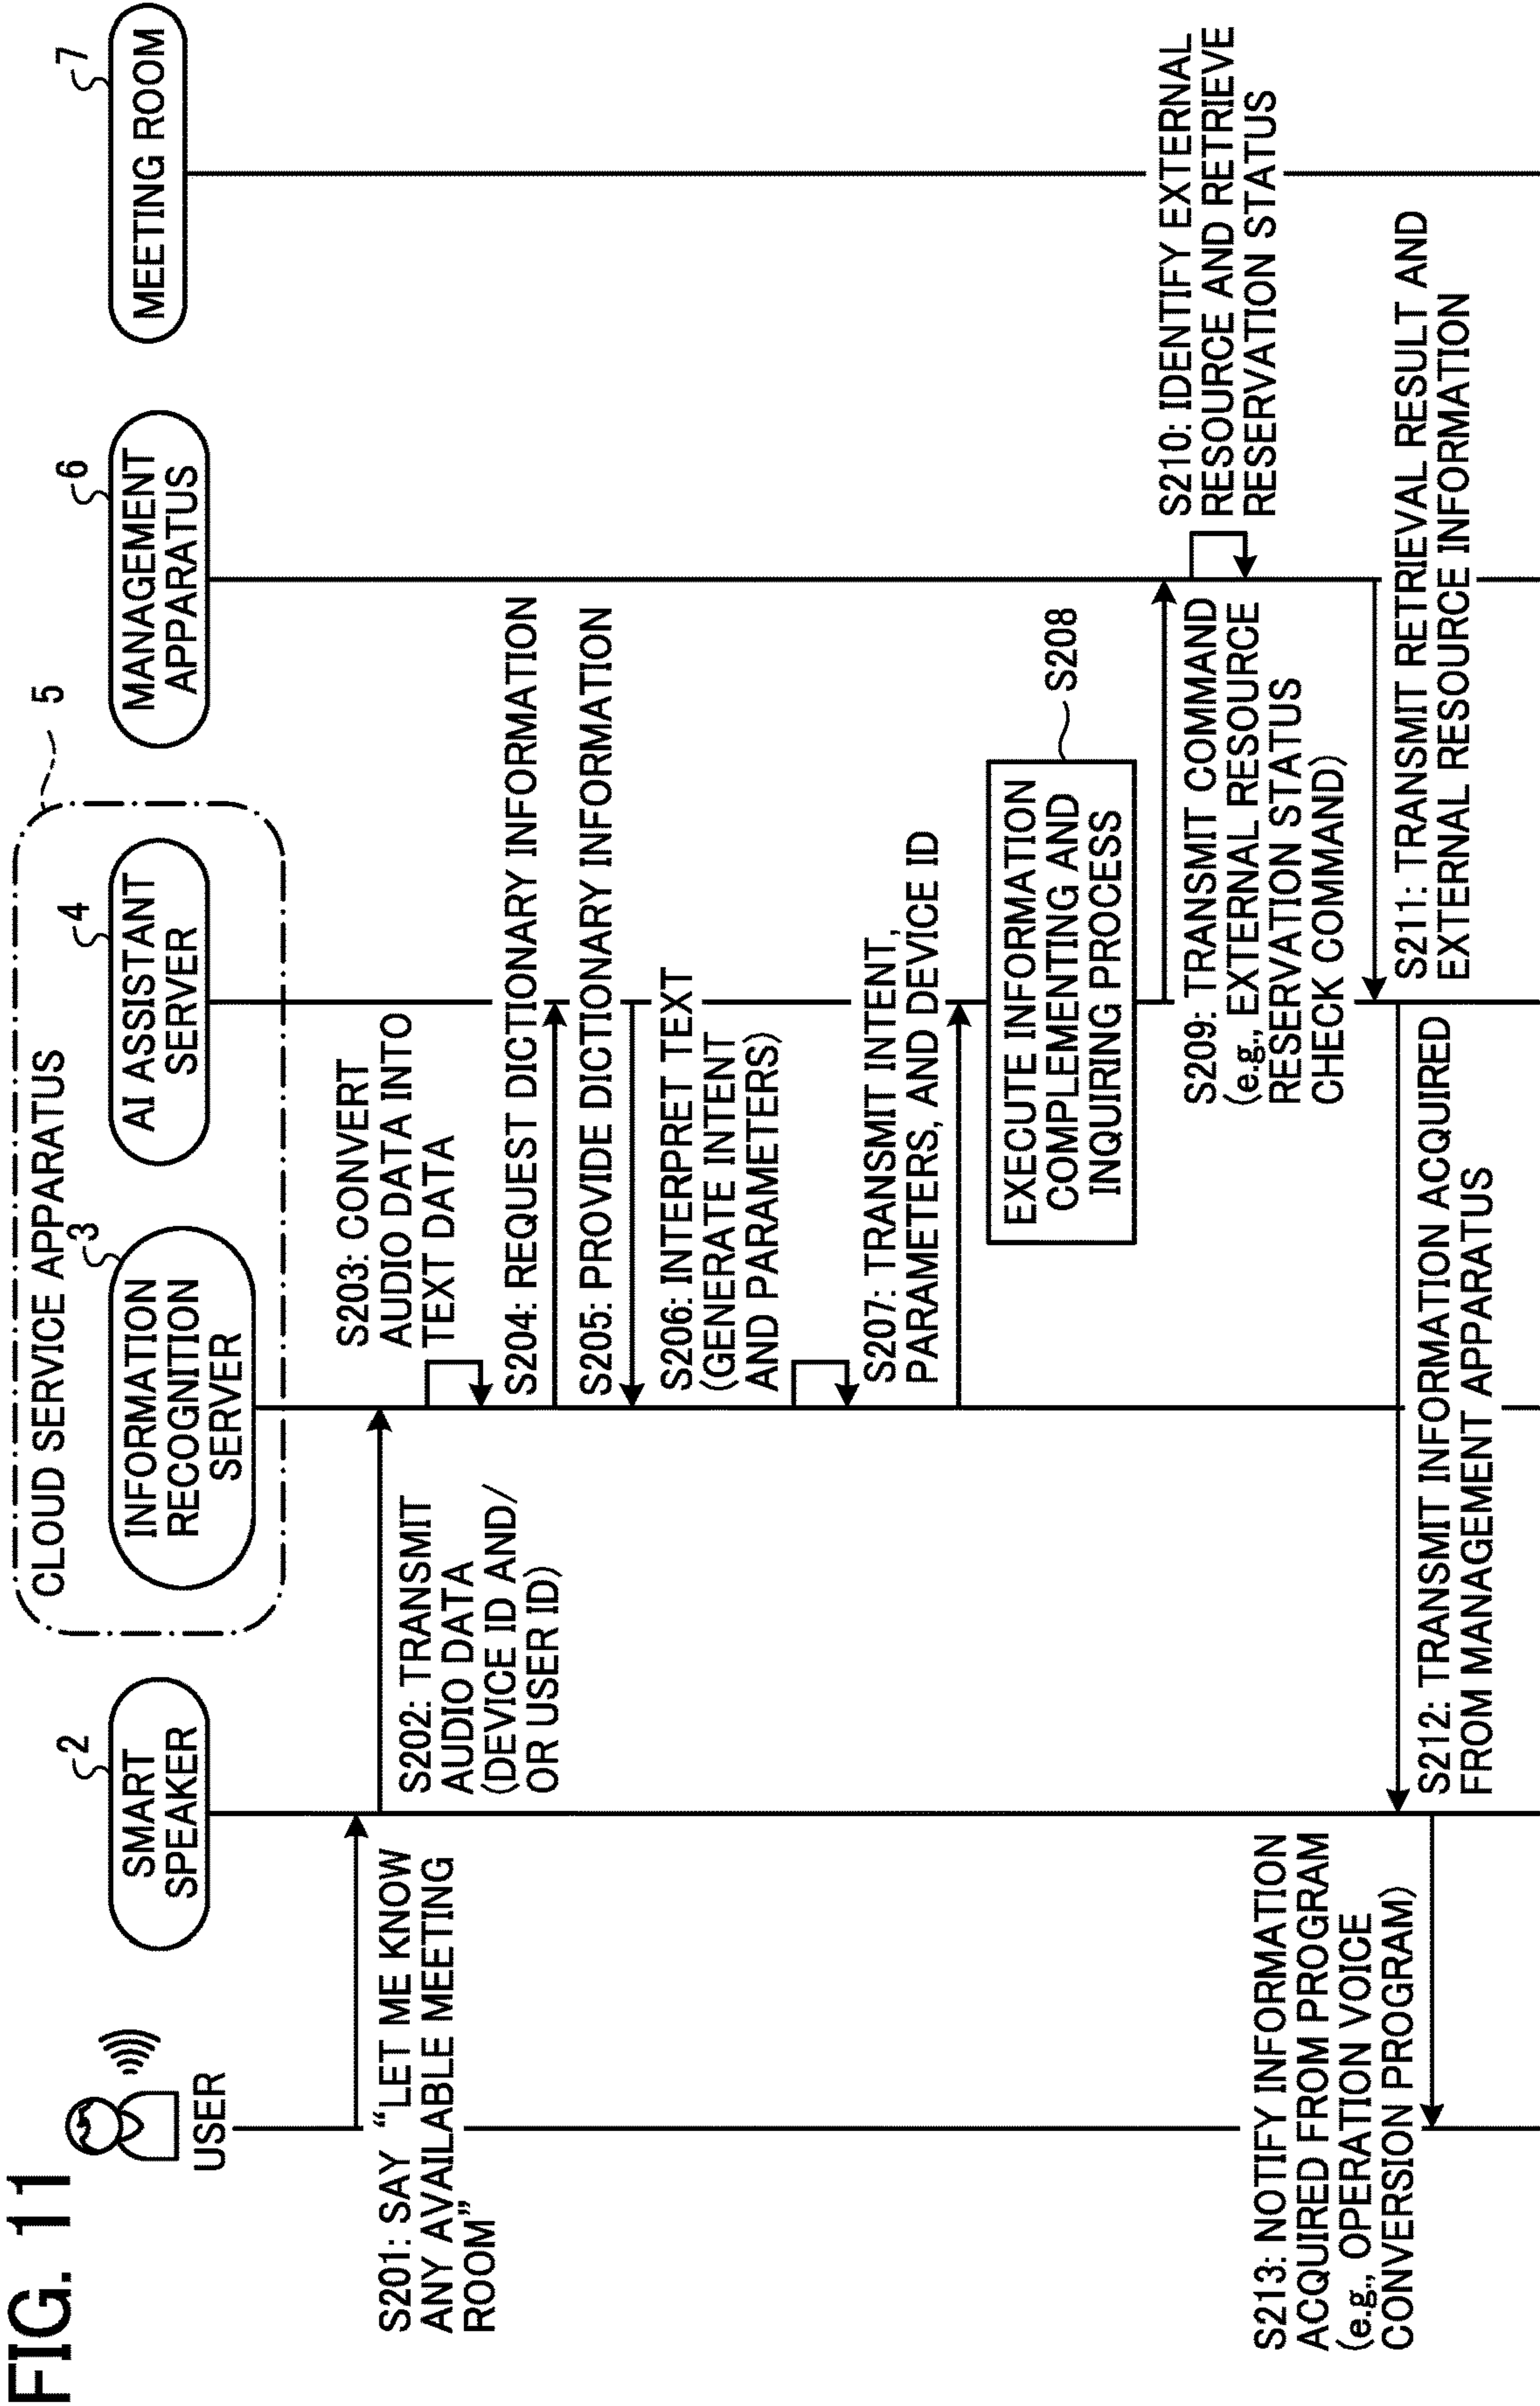 FIG. 11
CLOUD SERVICE APPARATUS
5
USER
2
SMART
SPEAKER
3
INFORMATION
RECOGNITION
SERVER
4
AI ASSISTANT
SERVER
6
MANAGEMENT
APPARATUS
7
MEETING ROOM
S201: SAY “LET ME KNOW
ANY AVAILABLE MEETING
ROOM”
S202: TRANSMIT
AUDIO DATA
(DEVICE ID AND/
OR USER ID)
S203: CONVERT
AUDIO DATA INTO
TEXT DATA
S204: REQUEST DICTIONARY INFORMATION
S205: PROVIDE DICTIONARY INFORMATION
S206: INTERPRET TEXT
(GENERATE INTENT
AND PARAMETERS)
S207: TRANSMIT INTENT,
PARAMETERS, AND DEVICE ID
EXECUTE INFORMATION
COMPLEMENTING AND
INQUIRING PROCESS
S208
S209: TRANSMIT COMMAND
(e.g., EXTERNAL RESOURCE
RESERVATION STATUS
CHECK COMMAND)
S210: IDENTIFY EXTERNAL
RESOURCE AND RETRIEVE
RESERVATION STATUS
S211: TRANSMIT RETRIEVAL RESULT AND
EXTERNAL RESOURCE INFORMATION
S212: TRANSMIT INFORMATION ACQUIRED
FROM MANAGEMENT APPARATUS
S213: NOTIFY INFORMATION
ACQUIRED FROM PROGRAM
(e.g., OPERATION VOICE
CONVERSION PROGRAM)